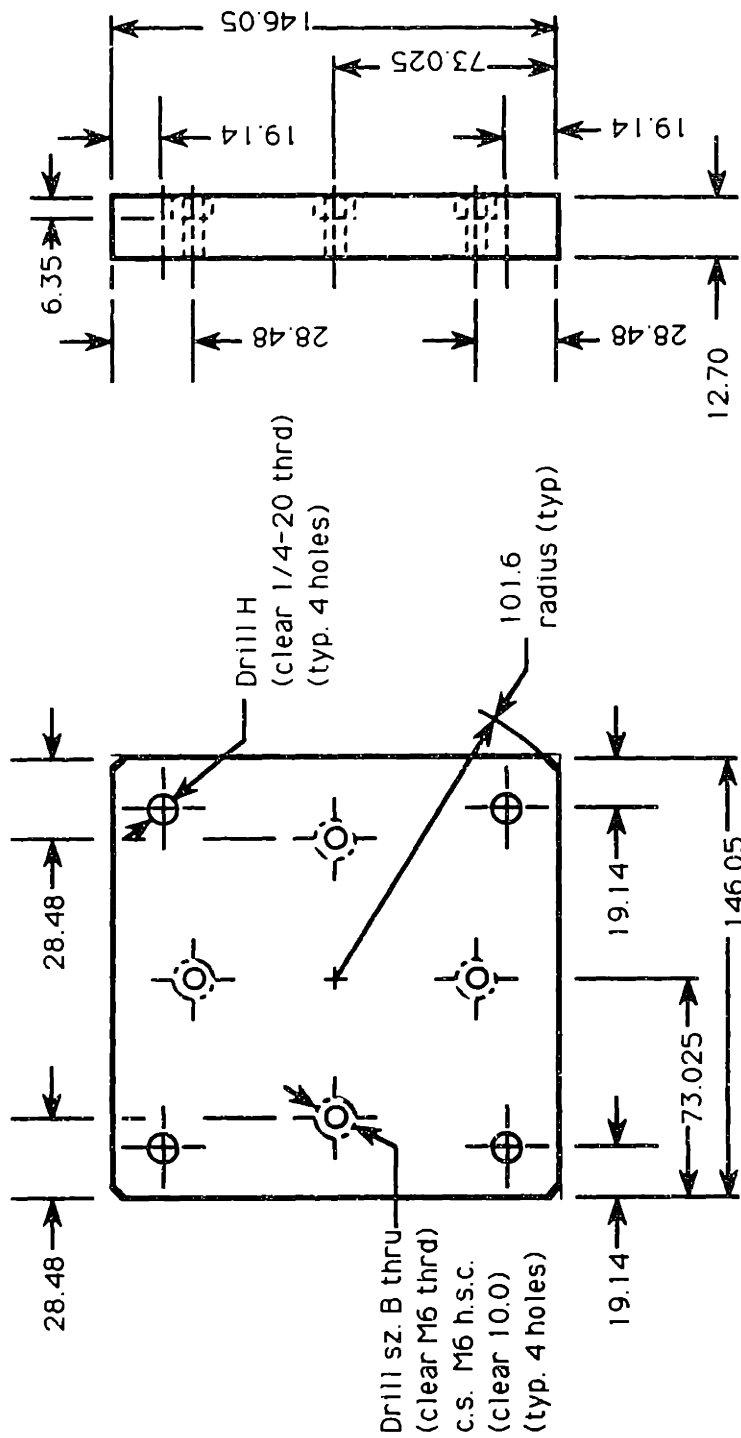 146.05
73.025
19.14
19.14
6.35
28.48
28.48
12.70
Drill H
(clear 1/4-20 thrd)
(typ. 4 holes)
101.6
radius (typ)
28.48
28.48
19.14
146.05
73.025
19.14
Drill sz. B thru
(clear M6 thrd)
c.s. M6 h.s.c.
(clear 10.0)
(typ. 4 holes)